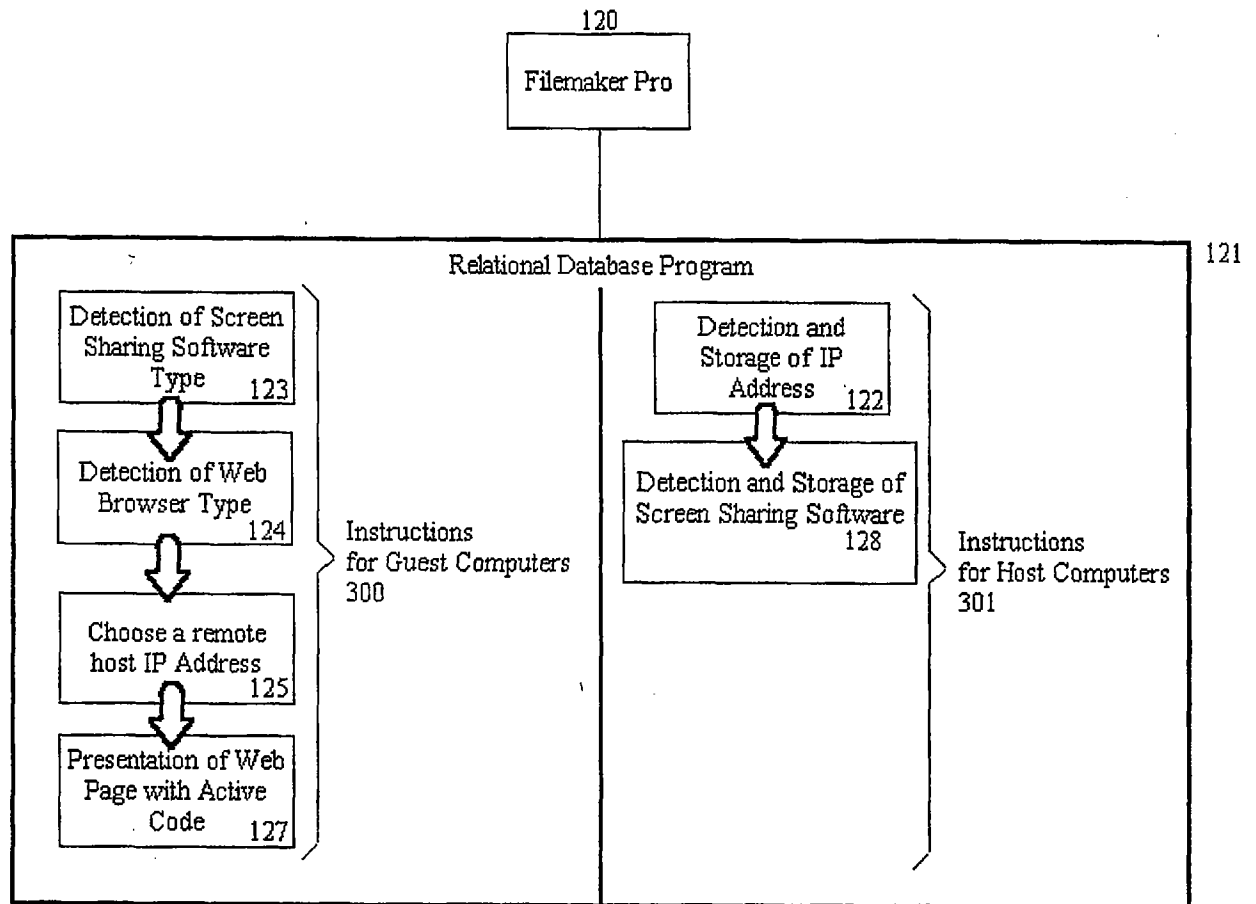 120
Filemaker Pro
121
Relational Database Program
Detection of Screen
Sharing Software
Type
123
Detection of Web
Browser Type
124
Choose a remote
host IP Address
125
Presentation of Web
Page with Active
Code
127
Instructions
for Guest Computers
300
Detection and
Storage of IP
Address
122
Detection and Storage of
Screen Sharing Software
128
Instructions
for Host Computers
301